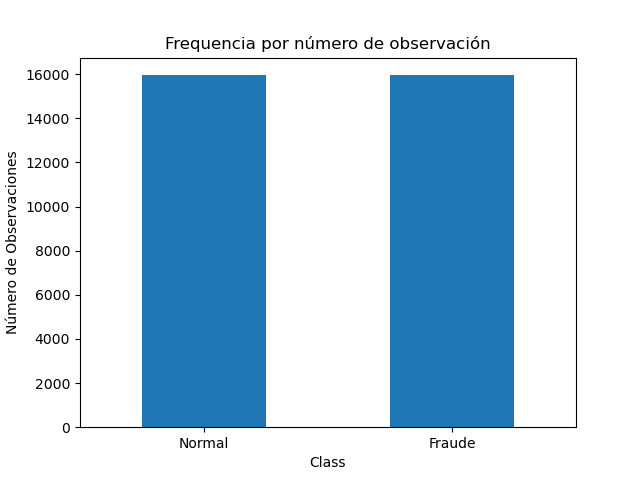 Frequencia por número de observación
16000
14000
12000
10000
8000
6000
4000
2000
0
Número de Observaciones
Normal
Fraude
Class